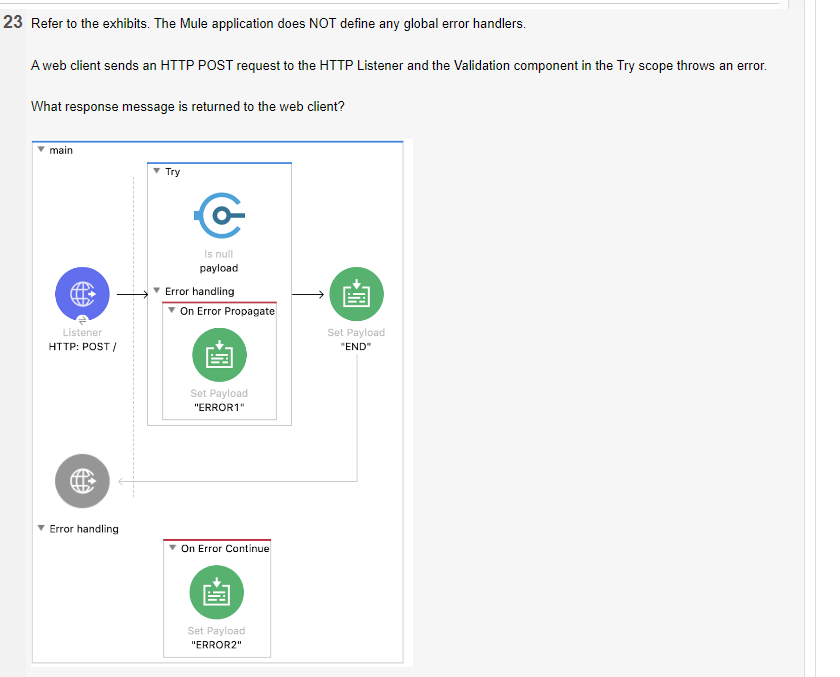 23 Refer to the exhibits. The Mule application does NOT define any global error handlers.
A web client sends an HTTP POST request to the HTTP Listener and the Validation component in the Try scope throws an error.
What response message is returned to the web client?
main
Try
Is null
payload
Error handling
On Error Propagate
Listener
HTTP: POST /
Set Payload
"END"
Set Payload
"ERROR1"
Error handling
On Error Continue
Set Payload
"ERROR2"